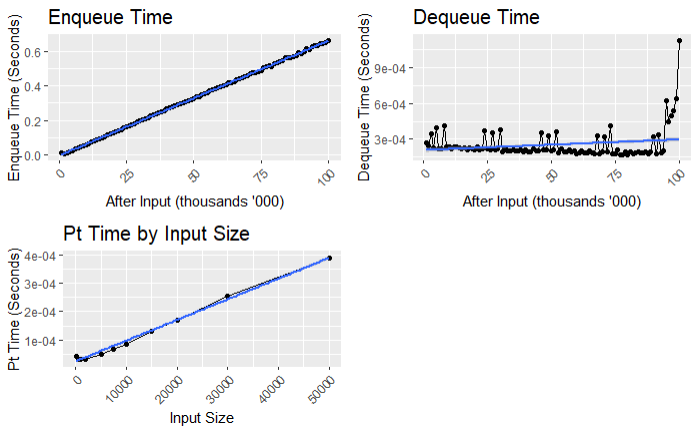 Enqueue Time
Enqueue Time (Seconds)
0.6
0.4
0.2
0.0
0
25
50
75
100
After Input (thousands '000)
Dequeue Time
Dequeue Time (Seconds)
9e-04
6e-04
3e-04
0
25
50
75
100
After Input (thousands '000)
Pt Time by Input Size
Pt Time (Seconds)
4e-04
3e-04
2e-04
1e-04
0
10000
20000
30000
40000
50000
Input Size